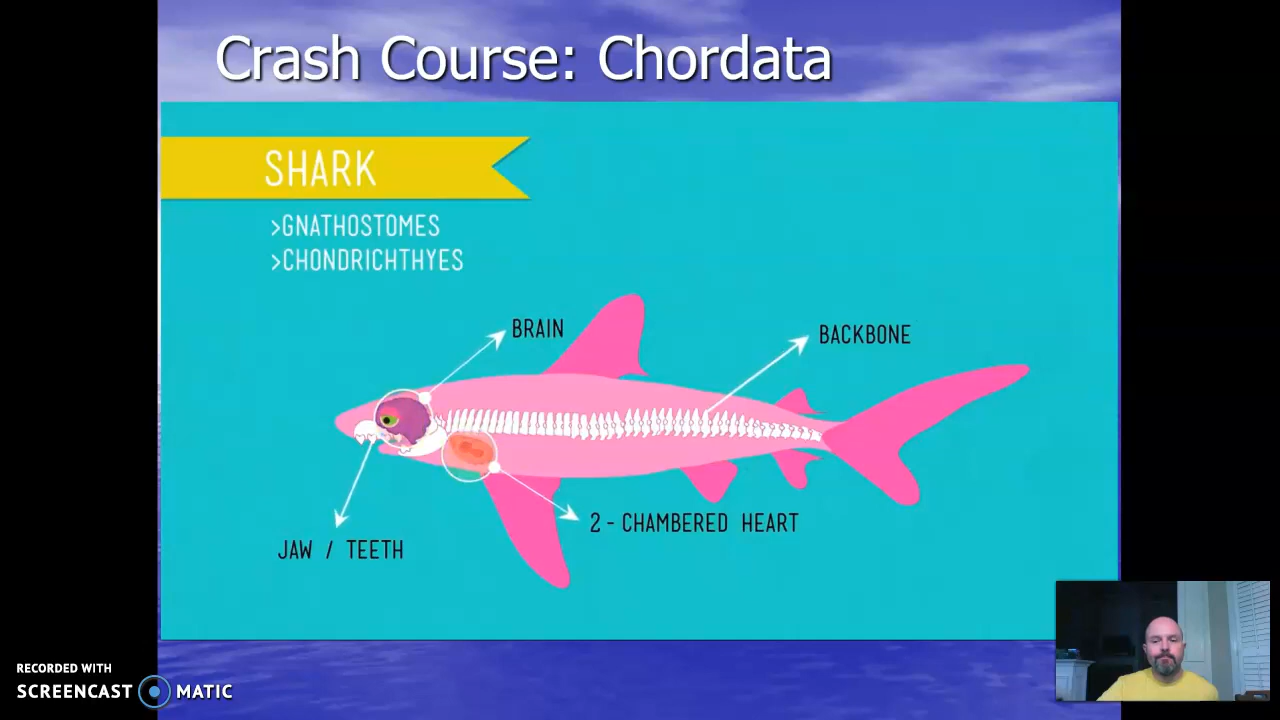 Crash Course: Chordata
SHARK
>GNATHOSTOMES
>CHONDRICHTHYES
BRAIN
BACKBONE
2 - CHAMBERED HEART
JAW / TEETH
RECORDED WITH
SCREENCAST MATIC